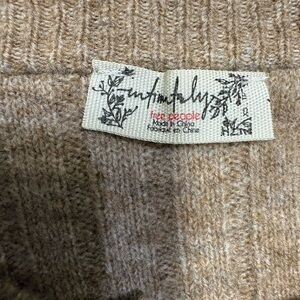 intimately
free people
Made in China
Fabriqué en Chine